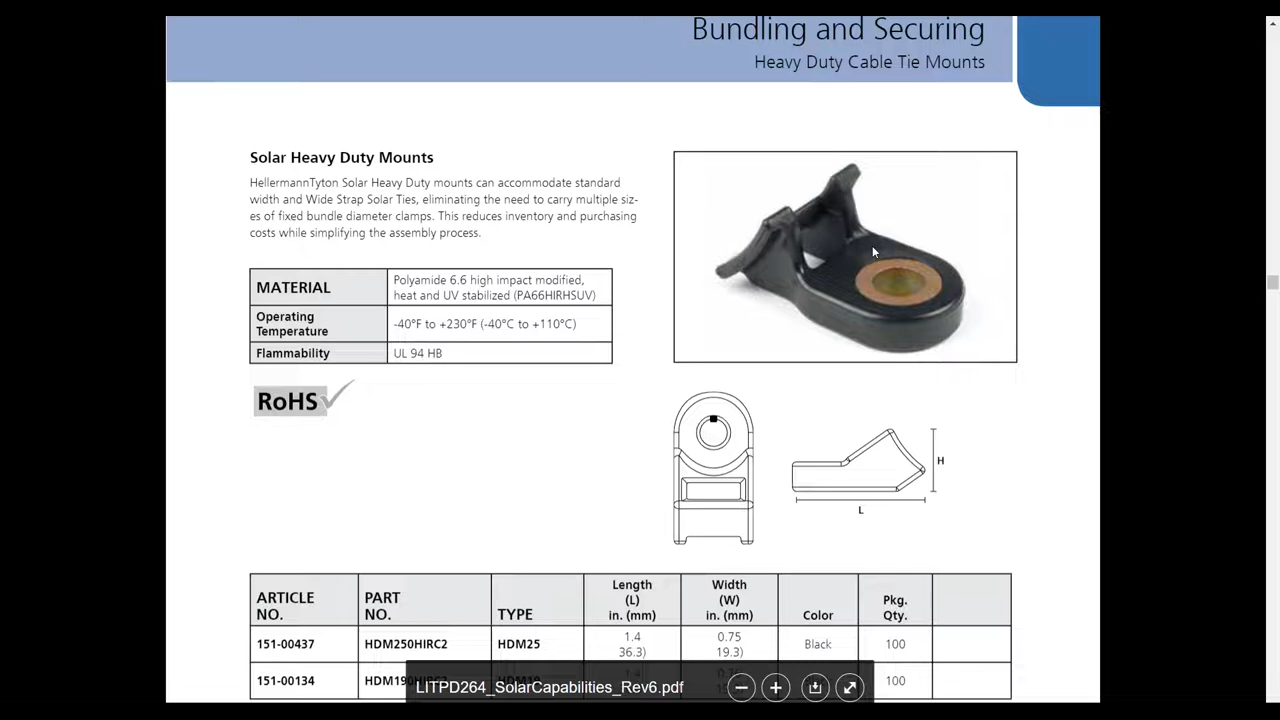 Bundling and Securing
Heavy Duty Cable Tie Mounts
Solar Heavy Duty Mounts
HellermannTyton Solar Heavy Duty mounts can accommodate standard
width and Wide Strap Solar Ties, eliminating the need to carry multiple siz-
es of fixed bundle diameter clamps. This reduces inventory and purchasing
costs while simplifying the assembly process.
MATERIAL
Polyamide 6.6 high impact modified,
heat and UV stabilized (PA66HIRHSUV)
Operating
Temperature
-40°F to +230°F (-40°C to +110°C)
Flammability
UL 94 HB
RoHS
H
L
ARTICLE
NO.
PART
NO.
TYPE
Length
(L)
in. (mm)
Width
(W)
in. (mm)
Color
Pkg.
Qty.
151-00437
HDM250HIRC2
HDM25
1.4
36.3)
0.75
19.3)
Black
100
151-00134
100
LITPD264_SolarCapabilities_Rev6.pdf